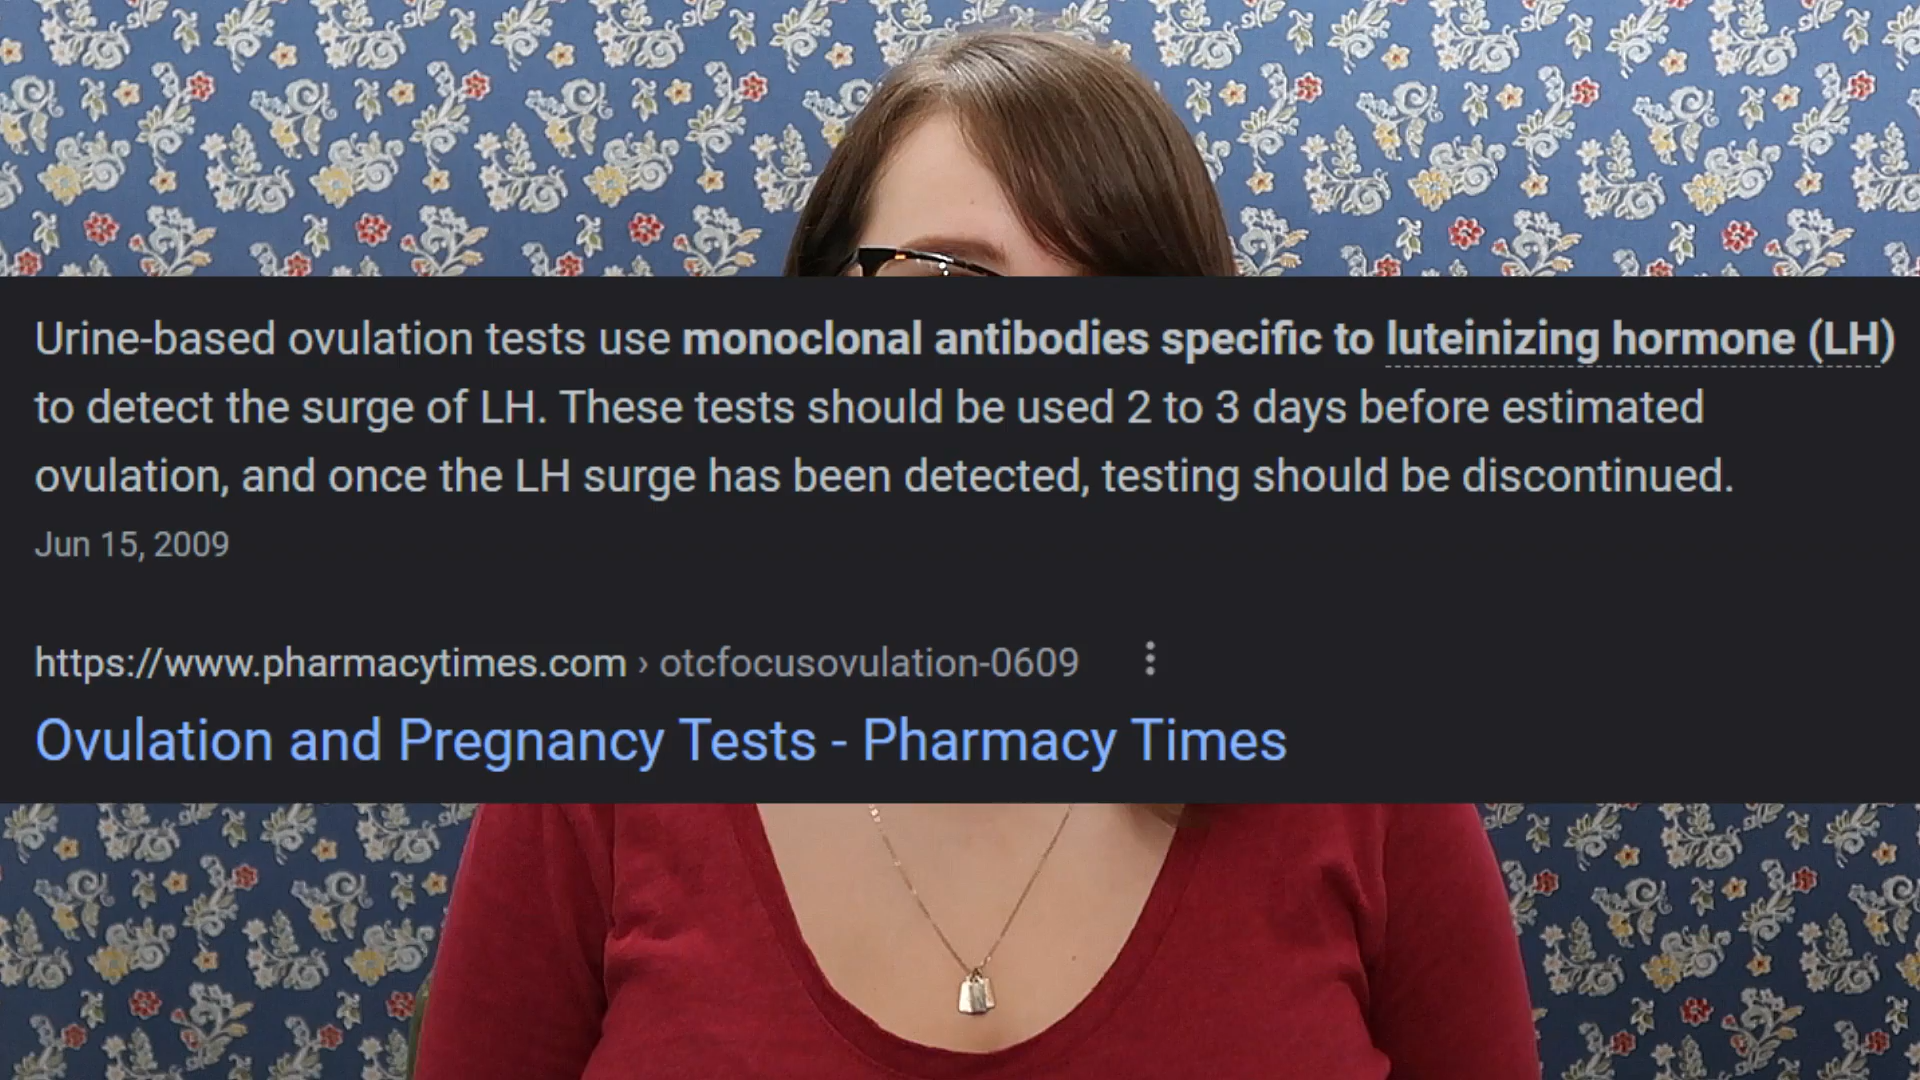 Urine-based ovulation tests use monoclonal antibodies specific to luteinizing hormone (LH)
to detect the surge of LH. These tests should be used 2 to 3 days before estimated
ovulation, and once the LH surge has been detected, testing should be discontinued.
Jun 15, 2009
https://www.pharmacytimes.com › otcfocusovulation-0609
Ovulation and Pregnancy Tests - Pharmacy Times